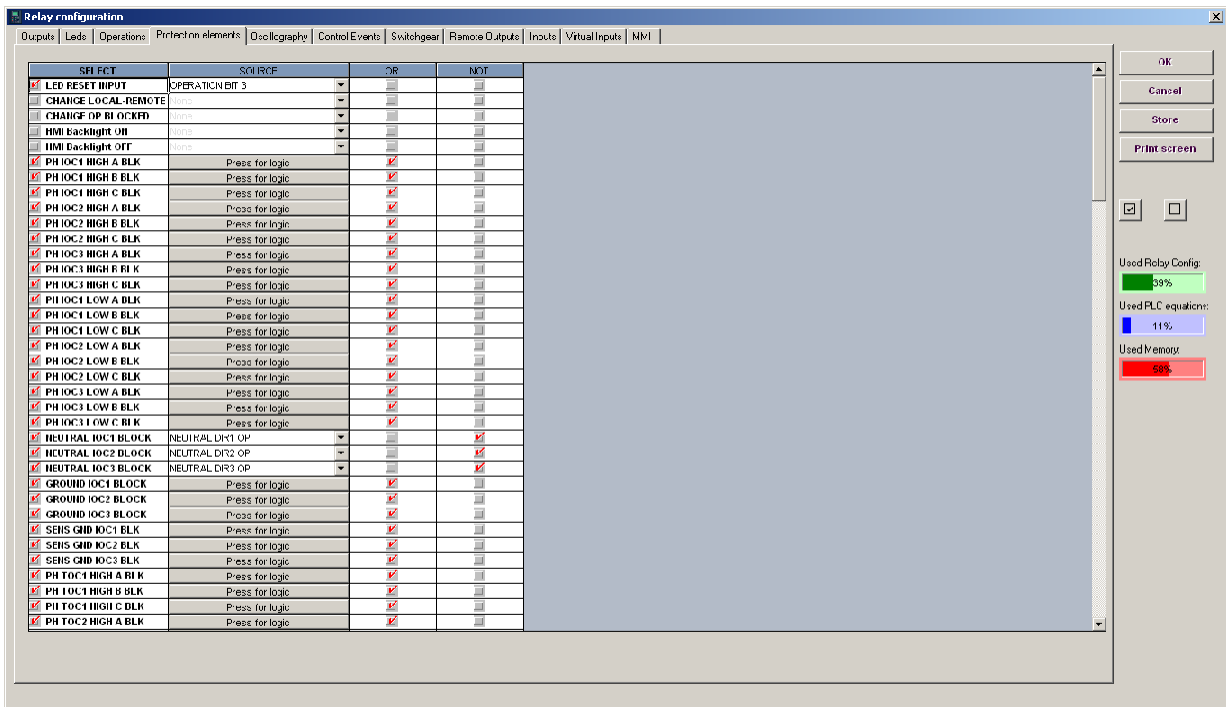 Relay configuration
Outputs Leds Operations Protection elements Oscillography Control Events Switchgear Remote Outputs Inputs Virtual Inputs MMI
SELECT SOURCE OR NOT
LED RESET INPUT OPERATION BIT 3
CHANGE LOCAL-REMOTE None
CHANGE OP BLOCKED None
HMI Backlight ON None
HMI Backlight OFF None
PH IOC1 HIGH A BLK Press for logic
PH IOC1 HIGH B BLK Press for logic
PH IOC1 HIGH C BLK Press for logic
PH IOC2 HIGH A BLK Press for logic
PH IOC2 HIGH B BLK Press for logic
PH IOC2 HIGH C BLK Press for logic
PH IOC3 HIGH A BLK Press for logic
PH IOC3 HIGH B BLK Press for logic
PH IOC3 HIGH C BLK Press for logic
PH IOC1 LOW A BLK Press for logic
PH IOC1 LOW B BLK Press for logic
PH IOC1 LOW C BLK Press for logic
PH IOC2 LOW A BLK Press for logic
PH IOC2 LOW B BLK Press for logic
PH IOC2 LOW C BLK Press for logic
PH IOC3 LOW A BLK Press for logic
PH IOC3 LOW B BLK Press for logic
PH IOC3 LOW C BLK Press for logic
NEUTRAL IOC1 BLOCK NEUTRAL DIR1 OP
NEUTRAL IOC2 BLOCK NEUTRAL DIR2 OP
NEUTRAL IOC3 BLOCK NEUTRAL DIR3 OP
GROUND IOC1 BLOCK Press for logic
GROUND IOC2 BLOCK Press for logic
GROUND IOC3 BLOCK Press for logic
SENS GND IOC1 BLK Press for logic
SENS GND IOC2 BLK Press for logic
SENS GND IOC3 BLK Press for logic
PH TOC1 HIGH A BLK Press for logic
PH TOC1 HIGH B BLK Press for logic
PH TOC1 HIGH C BLK Press for logic
PH TOC2 HIGH A BLK Press for logic
OK
Cancel
Store
Print screen
Used Relay Config:
39%
Used PLC equations:
11%
Used Memory:
58%